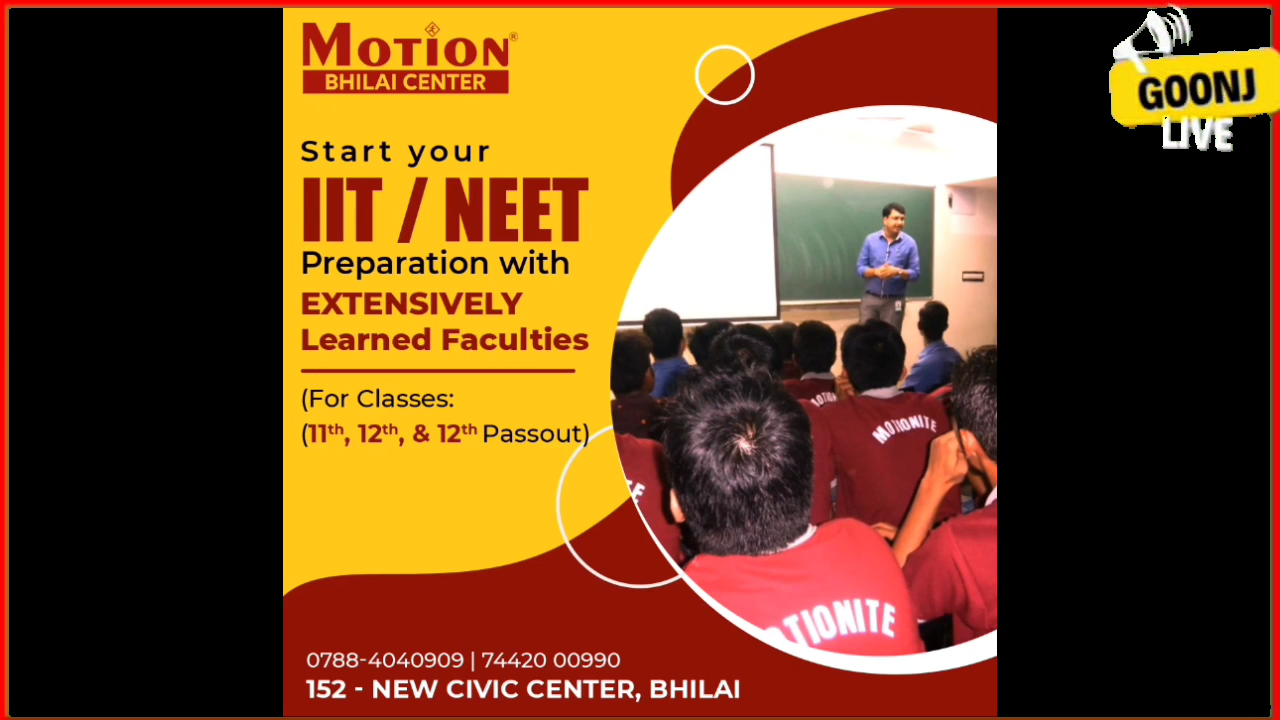 MOTION®
BHILAI CENTER
GOONJ
LIVE
Start your
IIT / NEET
Preparation with
EXTENSIVELY
Learned Faculties
(For Classes:
(11th, 12th, & 12th Passout)
MOTIONITE
0788-4040909 | 74420 00990
152 - NEW CIVIC CENTER, BHILAI